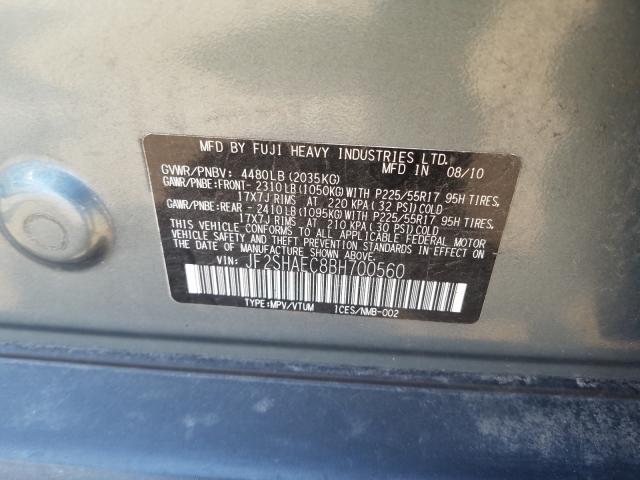 MFD BY FUJI HEAVY INDUSTRIES LTD.
MFD IN 08/10
GVWR/PNBV: 4480LB (2035KG)
GAWR/PNBE:FRONT- 2310LB(1050KG)WITH P225/55R17 95H TIRES,
17X7J RIMS AT 220 KPA( 32 PSI)COLD
GAWR/PNBE:REAR - 2410LB(1095KG)WITH P225/55R17 95H TIRES,
17X7J RIMS AT 210 KPA( 30 PSI)COLD
THIS VEHICLE CONFORMS TO ALL APPLICABLE FEDERAL MOTOR
VEHICLE SAFETY AND THEFT PREVENTION STANDARDS IN EFFECT
ON THE DATE OF MANUFACTURE SHOWN ABOVE.
VIN: JF2SHAEC8BH700560
TYPE:MPV/VTUM ICES/NMB-002